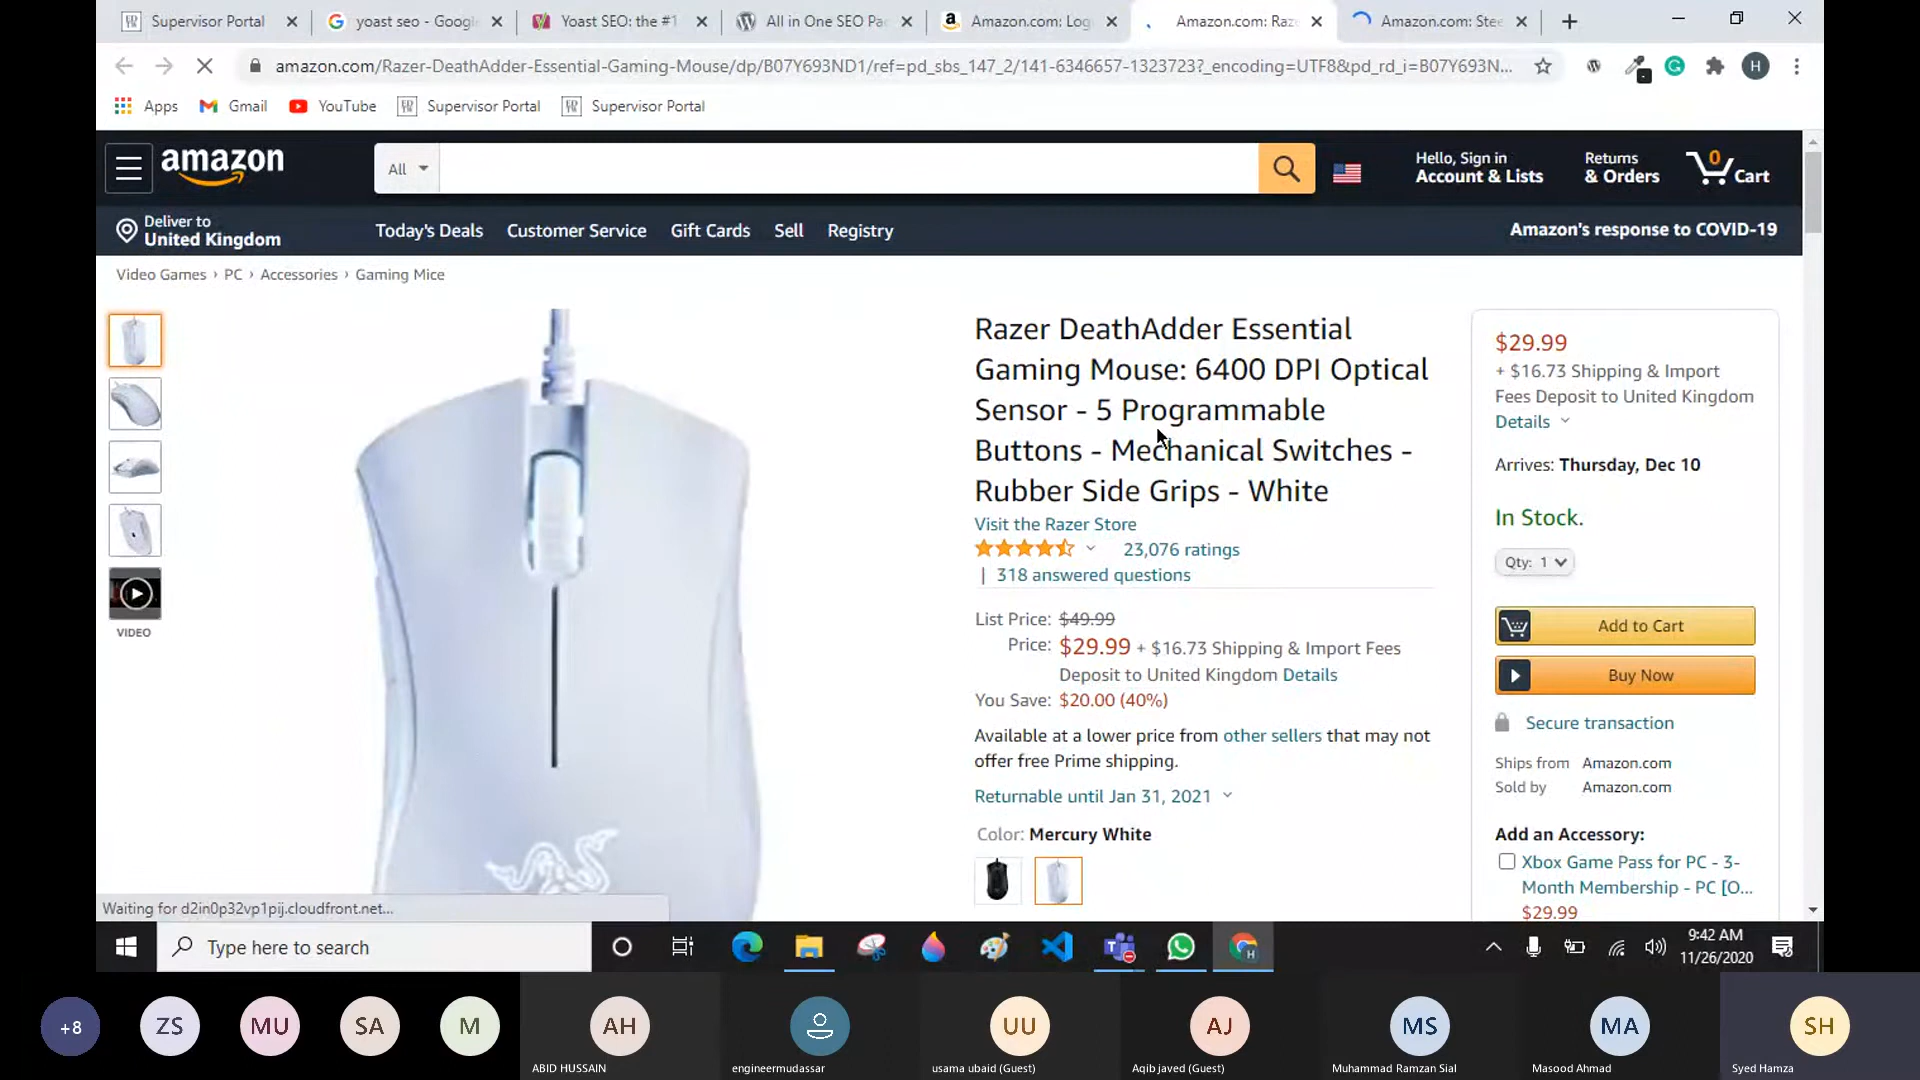 Supervisor Portal
yoast seo - Googl
Yoast SEO: the #1
All in One SEO Pa
Amazon.com: Log
Amazon.com: Raz
Amazon.com: Stee
amazon.com/Razer-DeathAdder-Essential-Gaming-Mouse/dp/B07Y693ND1/ref=pd_sbs_147_2/141-6346657-1323723?_encoding=UTF8&pd_rd_i=B07Y693N...
H
Apps
Gmail
YouTube
Supervisor Portal
Supervisor Portal
amazon
All
Hello, Sign in
Account & Lists
Returns
& Orders
0
Cart
Deliver to
United Kingdom
Today's Deals
Customer Service
Gift Cards
Sell
Registry
Amazon's response to COVID-19
Video Games › PC › Accessories › Gaming Mice
VIDEO
Razer DeathAdder Essential
Gaming Mouse: 6400 DPI Optical
Sensor - 5 Programmable
Buttons - Mechanical Switches -
Rubber Side Grips - White
Visit the Razer Store
23,076 ratings
| 318 answered questions
List Price: $49.99
Price: $29.99 + $16.73 Shipping & Import Fees
Deposit to United Kingdom Details
You Save: $20.00 (40%)
Available at a lower price from other sellers that may not
offer free Prime shipping.
Returnable until Jan 31, 2021
Color: Mercury White
$29.99
+ $16.73 Shipping & Import
Fees Deposit to United Kingdom
Details
Arrives: Thursday, Dec 10
In Stock.
Qty: 1
Add to Cart
Buy Now
Secure transaction
Ships from Amazon.com
Sold by Amazon.com
Add an Accessory:
Xbox Game Pass for PC - 3-
Month Membership - PC [O...
$29.99
Waiting for d2in0p32vp1pij.cloudfront.net...
Type here to search
9:42 AM
11/26/2020
+8
ZS
MU
SA
M
AH
ABID HUSSAIN
engineermudassar
UU
usama ubaid (Guest)
AJ
Aqib javed (Guest)
MS
Muhammad Ramzan Sial
MA
Masood Ahmad
SH
Syed Hamza